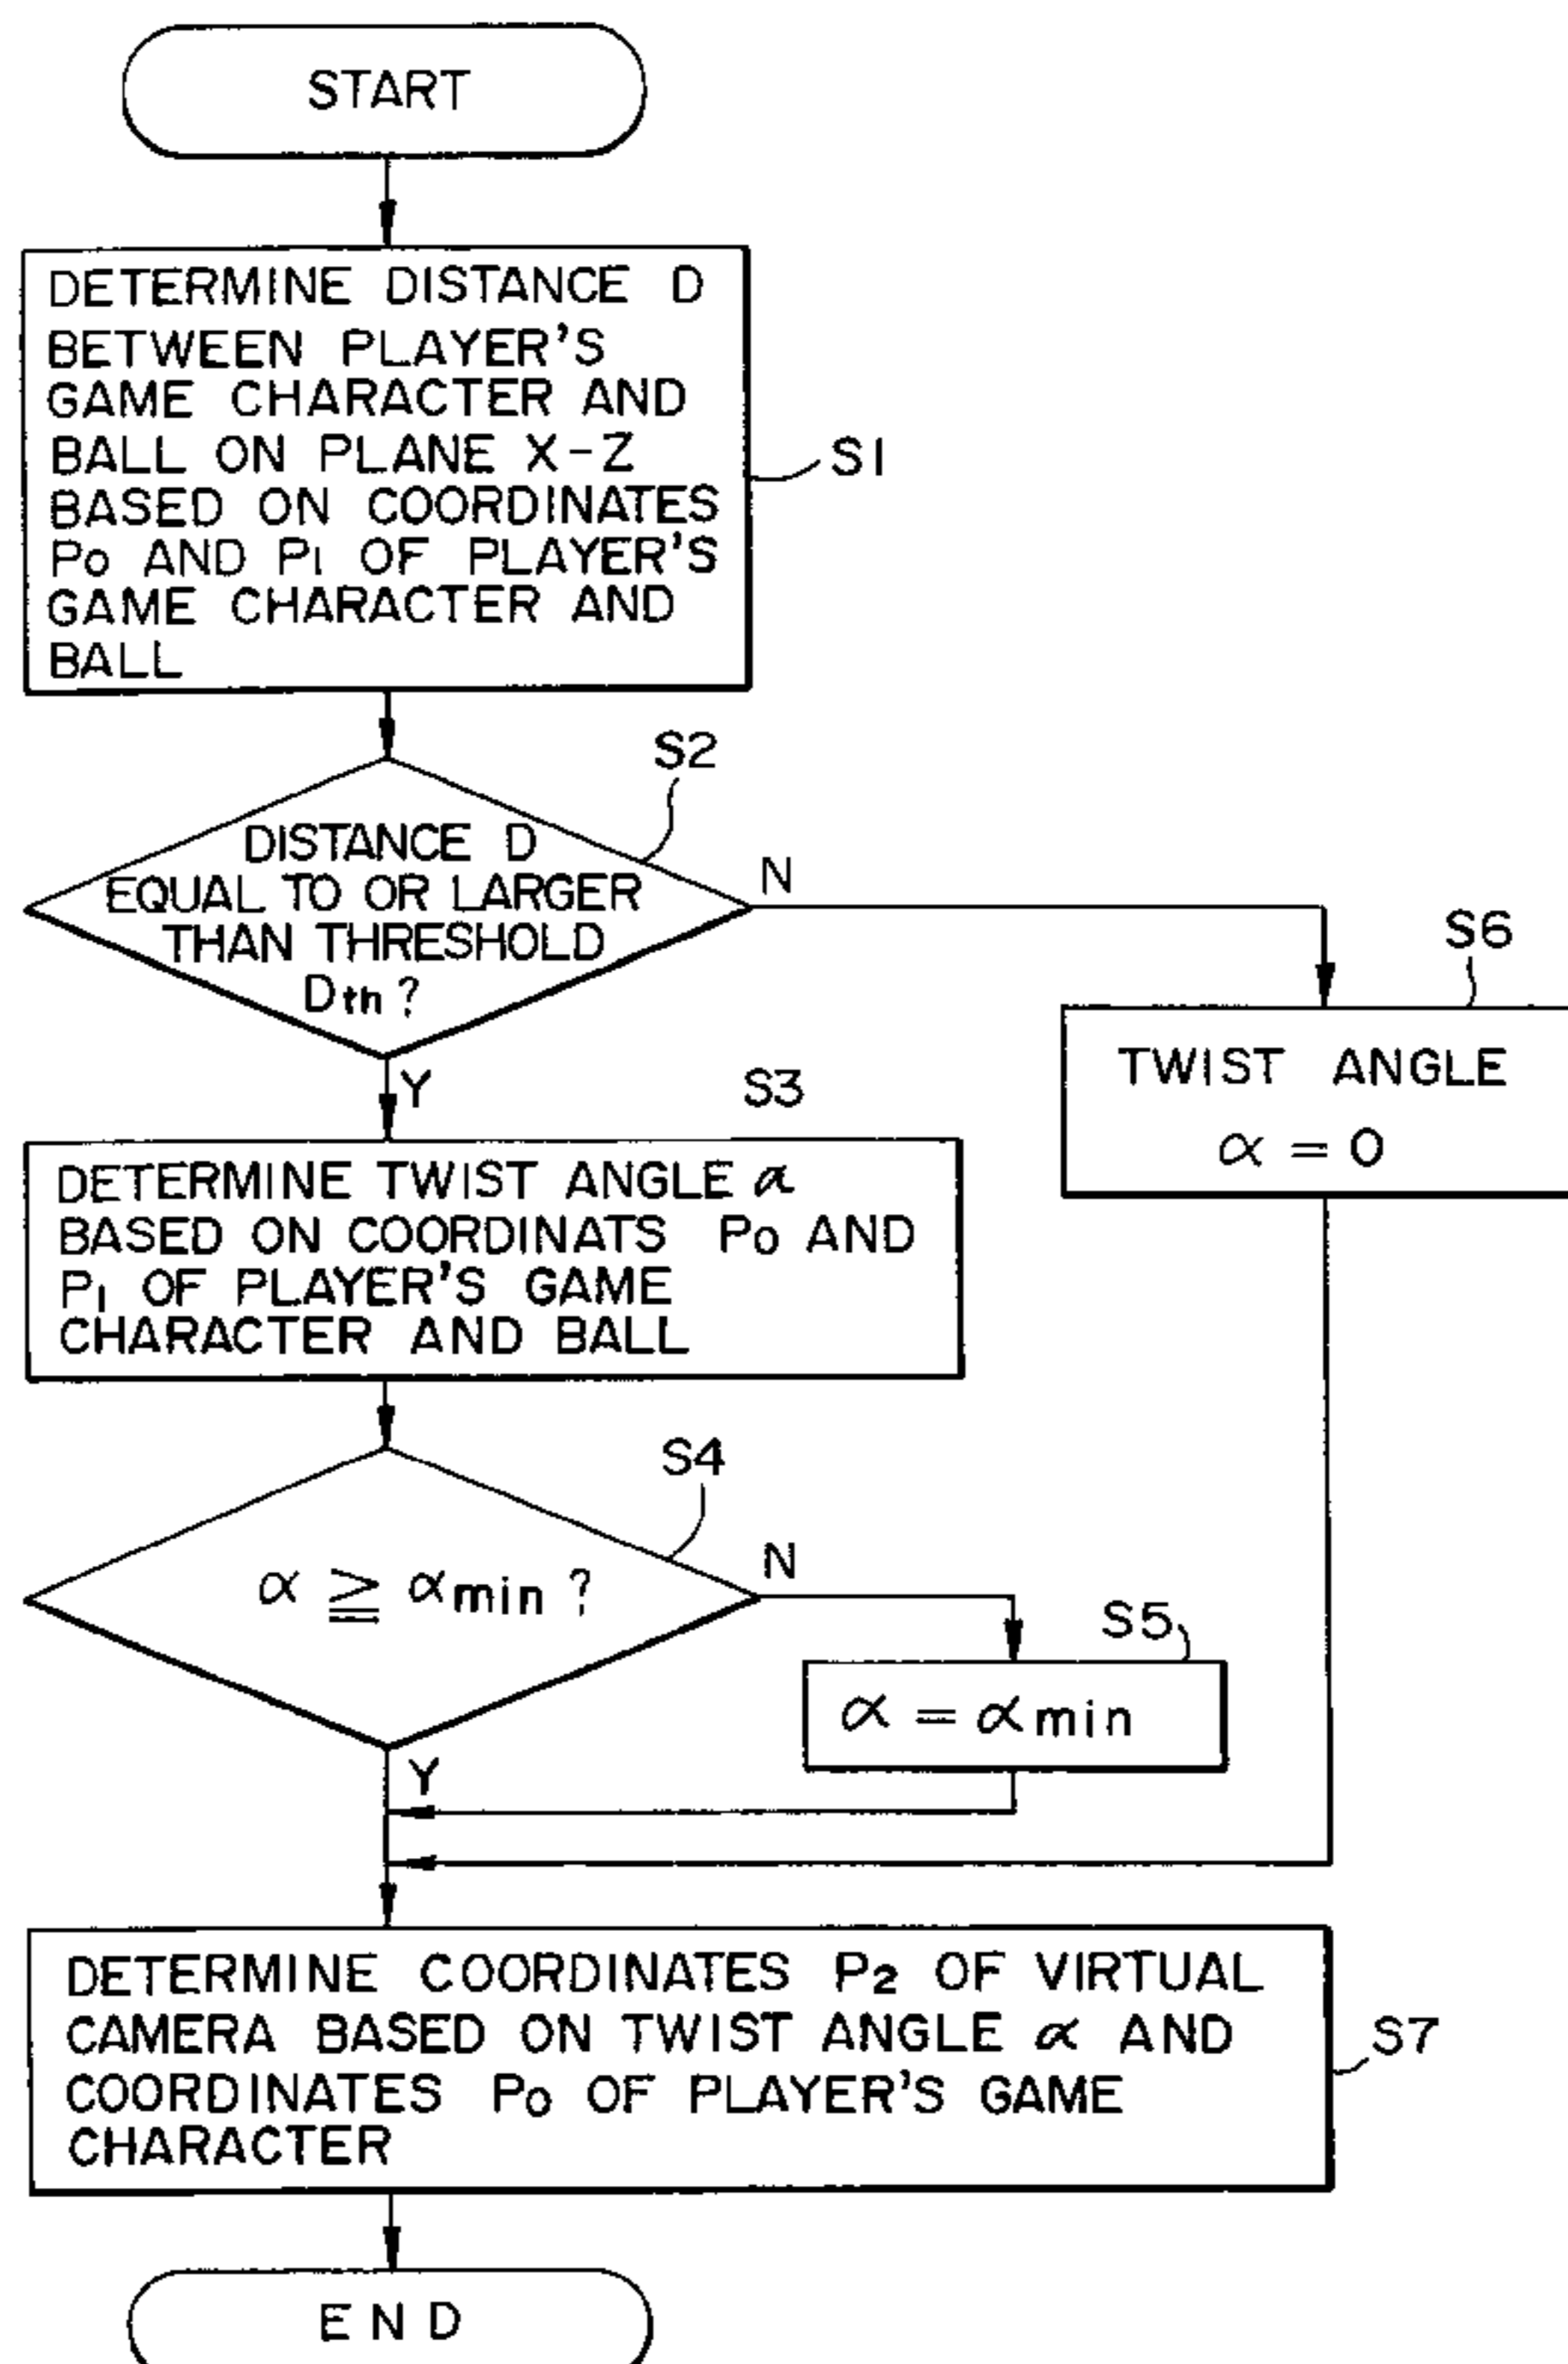 START
DETERMINE DISTANCE D
BETWEEN PLAYER'S
GAME CHARACTER AND
BALL ON PLANE X-Z
BASED ON COORDINATES
P0 AND P1 OF PLAYER'S
GAME CHARACTER AND
BALL
S1
S2
DISTANCE D
EQUAL TO OR LARGER
THAN THRESHOLD
Dth?
N
Y
S6
TWIST ANGLE
α = 0
S3
DETERMINE TWIST ANGLE α
BASED ON COORDINATS P0 AND
P1 OF PLAYER'S GAME
CHARACTER AND BALL
S4
α ≧ αmin?
N
Y
S5
α = αmin
DETERMINE COORDINATES P2 OF VIRTUAL
CAMERA BASED ON TWIST ANGLE α AND
COORDINATES P0 OF PLAYER'S GAME
CHARACTER
S7
END